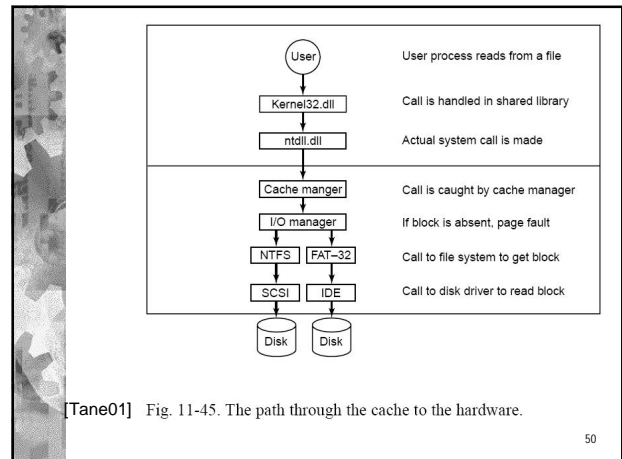 User User process reads from a file
Kernel32.dll Call is handled in shared library
ntdll.dll Actual system call is made
Cache manger Call is caught by cache manager
I/O manager If block is absent, page fault
NTFS FAT–32 Call to file system to get block
SCSI IDE Call to disk driver to read block
Disk Disk
[Tane01] Fig. 11-45. The path through the cache to the hardware.
50